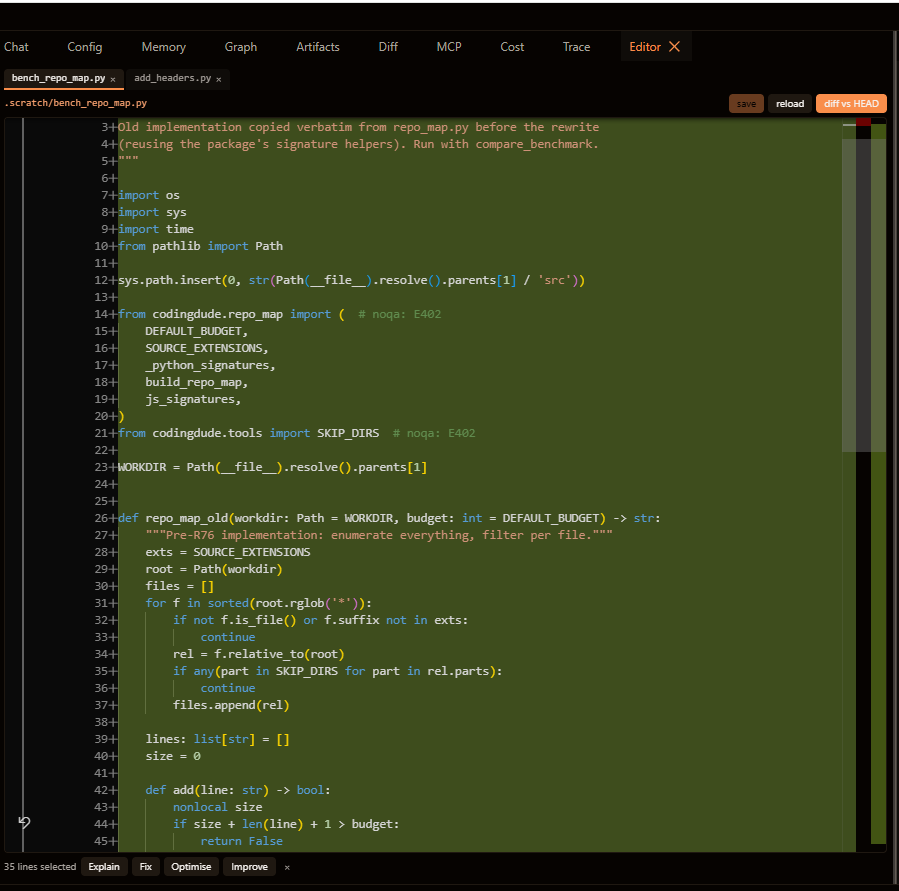 Chat Config Memory Graph Artifacts Diff MCP Cost Trace Editor ✕
bench_repo_map.py × add_headers.py ×
.scratch/bench_repo_map.py save reload diff vs HEAD
3+Old implementation copied verbatim from repo_map.py before the rewrite
4+(reusing the package's signature helpers). Run with compare_benchmark.
5+"""
6+
7+import os
8+import sys
9+import time
10+from pathlib import Path
11+
12+sys.path.insert(0, str(Path(__file__).resolve().parents[1] / 'src'))
13+
14+from codingdude.repo_map import (  # noqa: E402
15+    DEFAULT_BUDGET,
16+    SOURCE_EXTENSIONS,
17+    _python_signatures,
18+    build_repo_map,
19+    js_signatures,
20+)
21+from codingdude.tools import SKIP_DIRS  # noqa: E402
22+
23+WORKDIR = Path(__file__).resolve().parents[1]
24+
25+
26+def repo_map_old(workdir: Path = WORKDIR, budget: int = DEFAULT_BUDGET) -> str:
27+    """Pre-R76 implementation: enumerate everything, filter per file."""
28+    exts = SOURCE_EXTENSIONS
29+    root = Path(workdir)
30+    files = []
31+    for f in sorted(root.rglob('*')):
32+        if not f.is_file() or f.suffix not in exts:
33+            continue
34+        rel = f.relative_to(root)
35+        if any(part in SKIP_DIRS for part in rel.parts):
36+            continue
37+        files.append(rel)
38+
39+    lines: list[str] = []
40+    size = 0
41+
42+    def add(line: str) -> bool:
43+        nonlocal size
44+        if size + len(line) + 1 > budget:
45+            return False
35 lines selected Explain Fix Optimise Improve ×